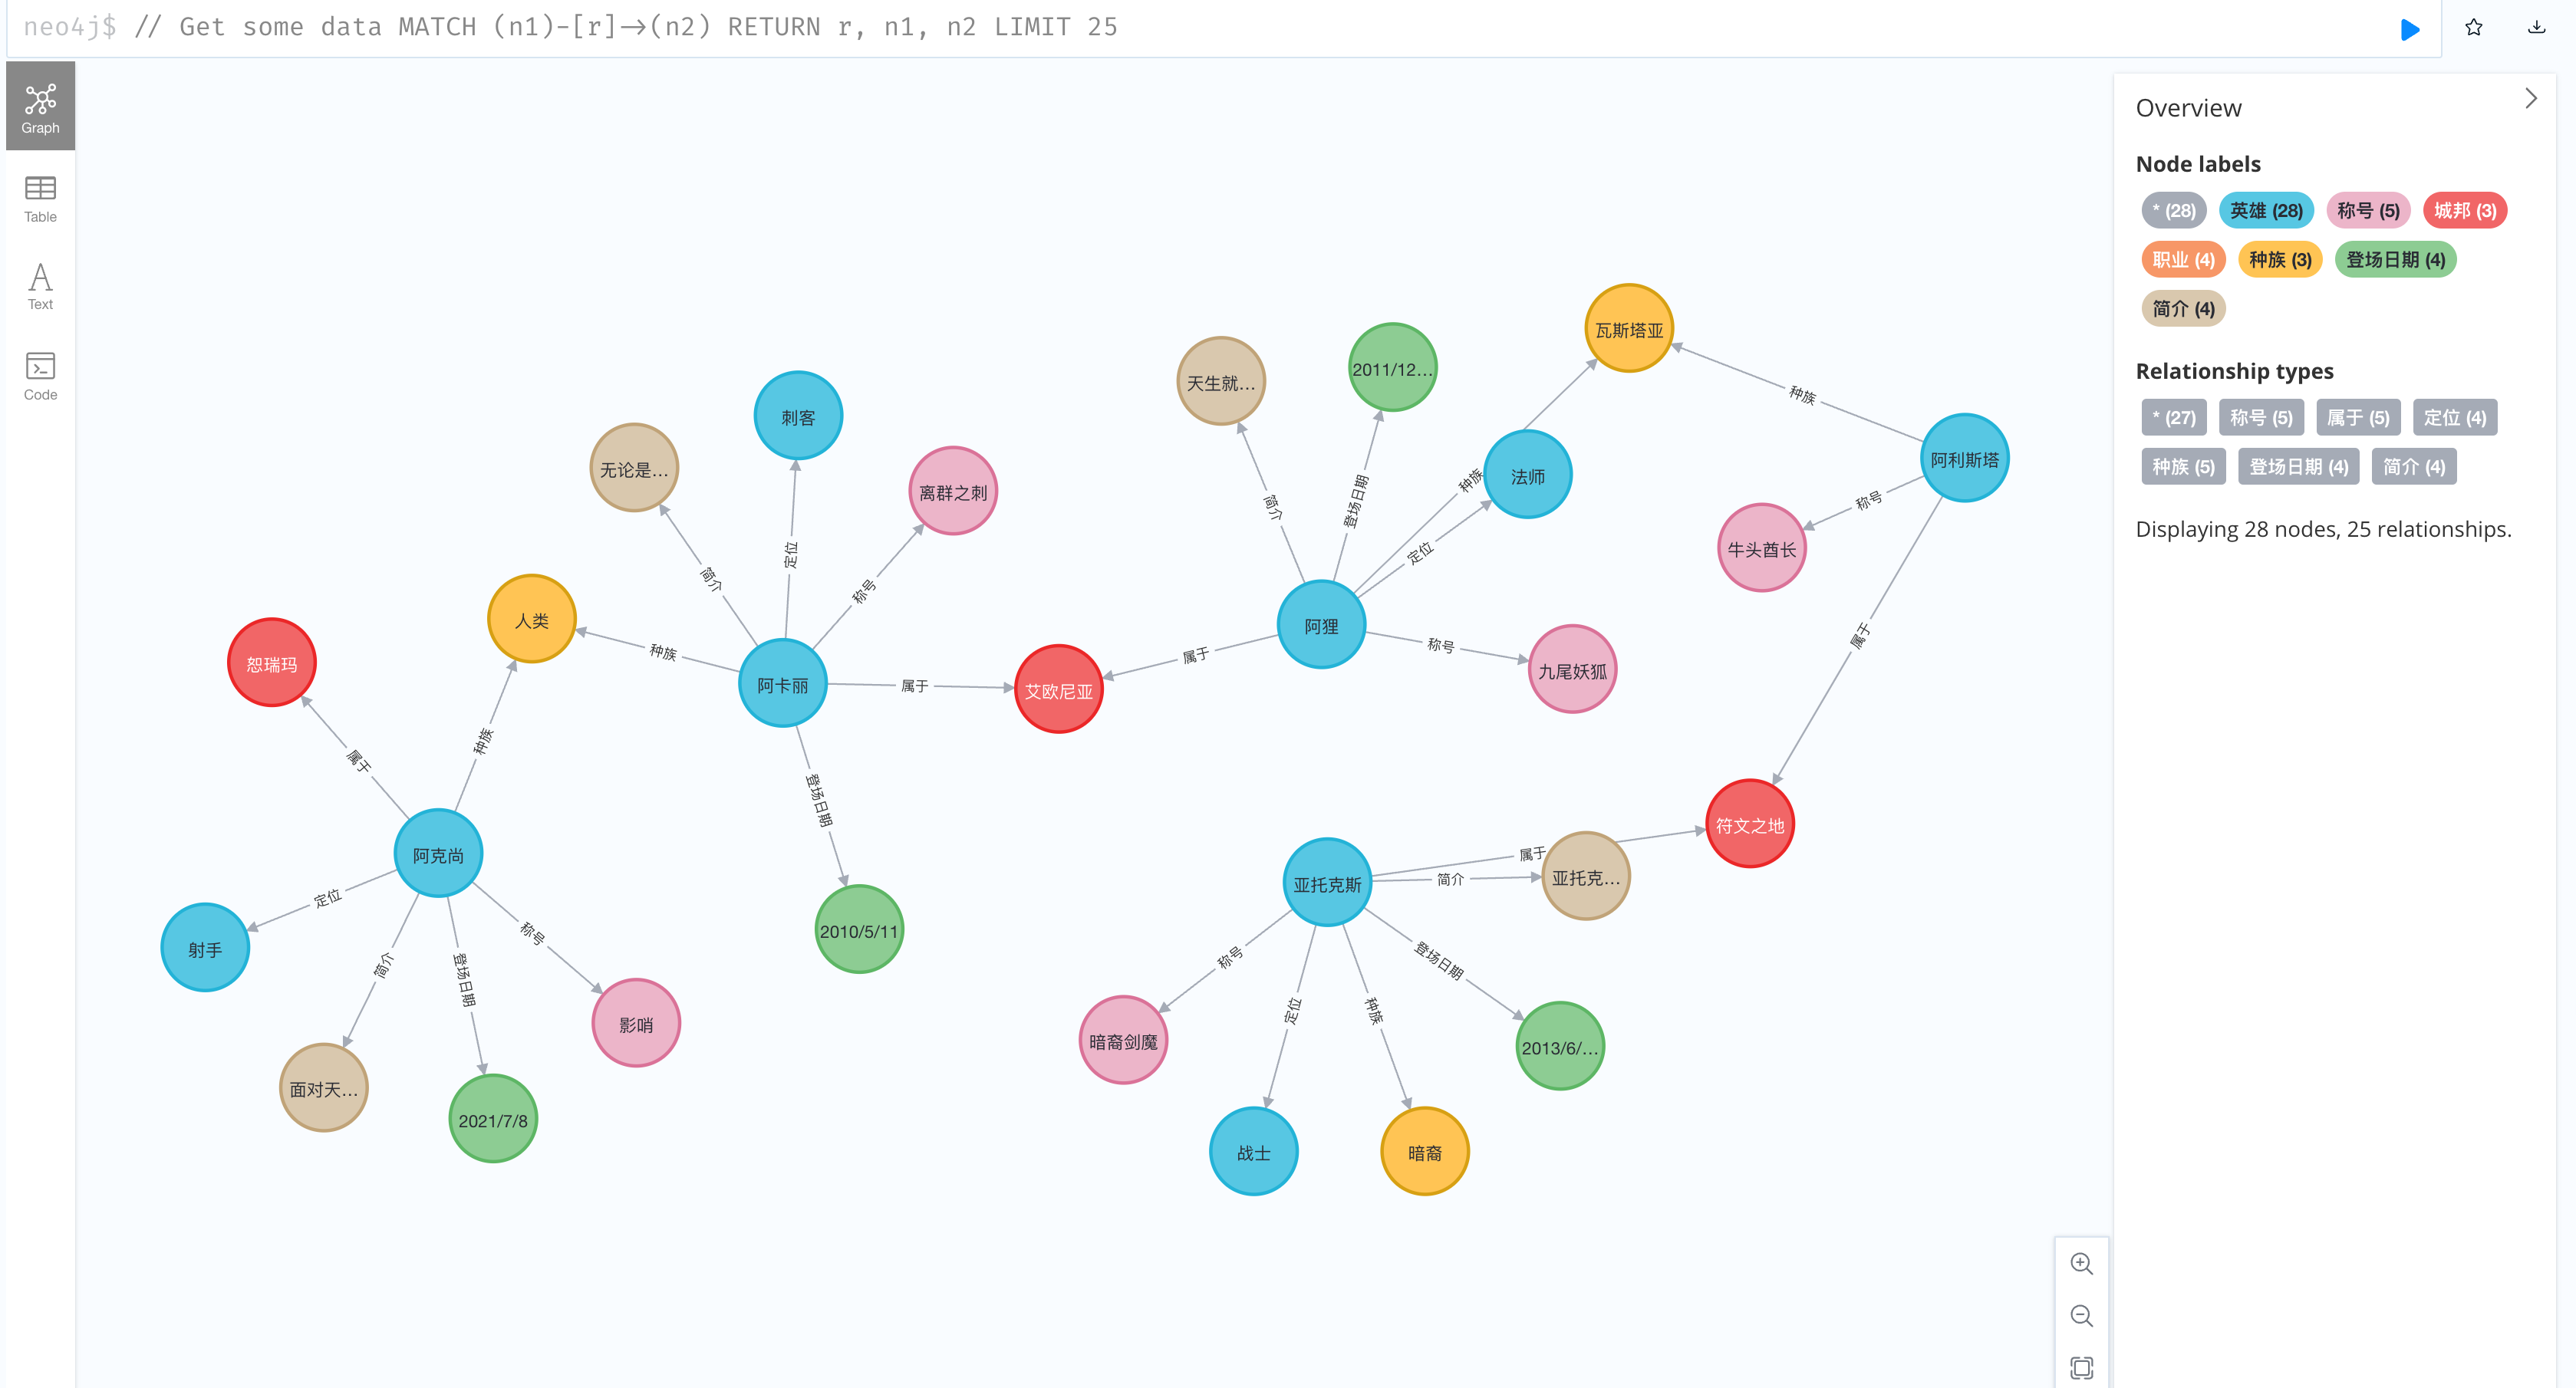 neo4j$ // Get some data MATCH (n1)-[r]->(n2) RETURN r, n1, n2 LIMIT 25
Graph
Table
Text
Code
Overview
Node labels
* (28) 英雄 (28) 称号 (5) 城邦 (3)
职业 (4) 种族 (3) 登场日期 (4)
简介 (4)
Relationship types
* (27) 称号 (5) 属于 (5) 定位 (4)
种族 (5) 登场日期 (4) 简介 (4)
Displaying 28 nodes, 25 relationships.
瓦斯塔亚
2011/12...
天生就...
种族
刺客
阿利斯塔
无论是...
法师
种族
离群之刺
称号
登场日期
简介
牛头酋长
定位
定位
简介
称号
人类
阿狸
属于
称号
种族
属于
恕瑞玛
九尾妖狐
阿卡丽
属于
艾欧尼亚
种族
属于
登场日期
符文之地
阿克尚
属于
亚托克斯
简介
亚托克...
定位
2010/5/11
称号
射手
称号
登场日期
简介
登场日期
定位
种族
影哨
暗裔剑魔
2013/6/...
面对天...
2021/7/8
战士
暗裔